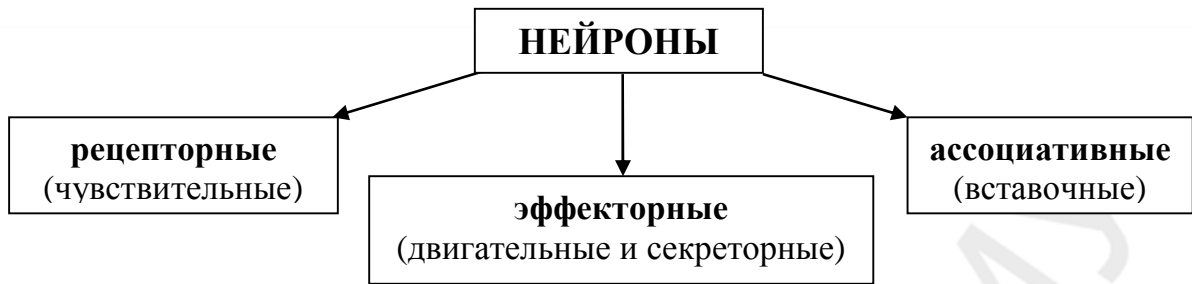 НЕЙРОНЫ
рецепторные
(чувствительные)
эффекторные
(двигательные и секреторные)
ассоциативные
(вставочные)